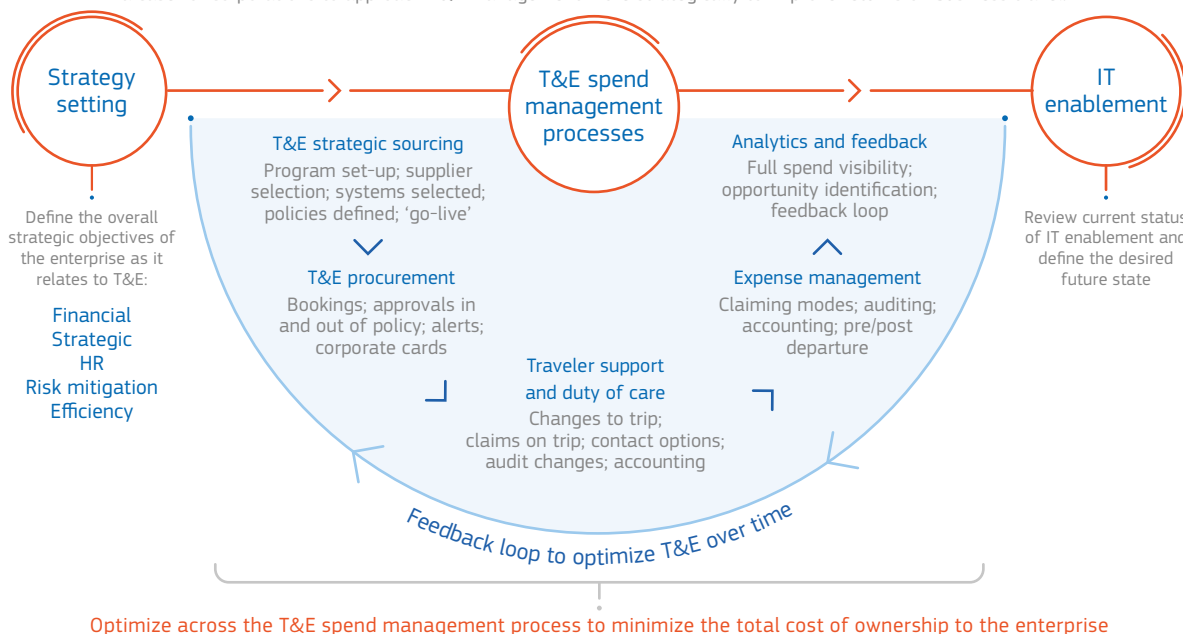 Strategy
setting
T&E spend
management
processes
IT
enablement
Define the overall
strategic objectives of
the enterprise as it
relates to T&E:
Financial
Strategic
HR
Risk mitigation
Efficiency
T&E strategic sourcing
Program set-up; supplier
selection; systems selected;
policies defined; ‘go-live’
T&E procurement
Bookings; approvals in
and out of policy; alerts;
corporate cards
Traveler support
and duty of care
Changes to trip;
claims on trip; contact options;
audit changes; accounting
Analytics and feedback
Full spend visibility;
opportunity identification;
feedback loop
Expense management
Claiming modes; auditing;
accounting; pre/post
departure
Review current status
of IT enablement and
define the desired
future state
Feedback loop to optimize T&E over time
Optimize across the T&E spend management process to minimize the total cost of ownership to the enterprise